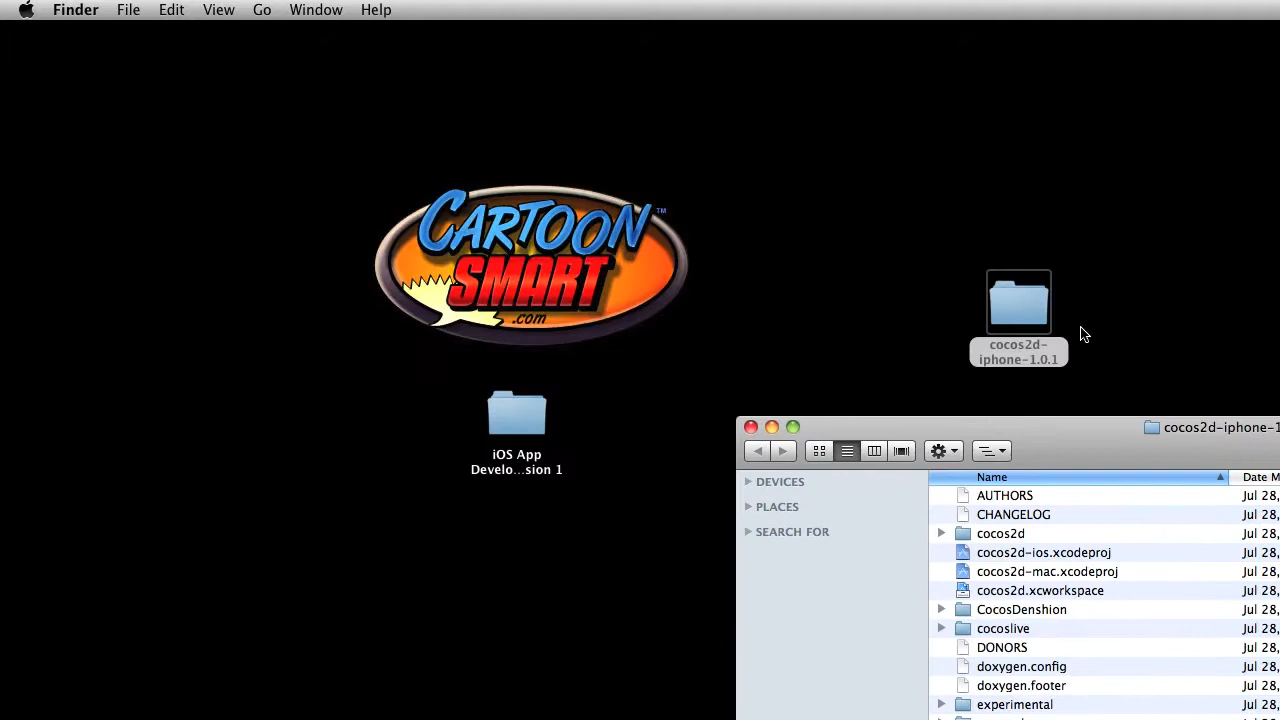 Finder File Edit View Go Window Help
CARTOON™
SMART
.com
cocos2d-
iphone-1.0.1
iOS App
Develo...sion 1
cocos2d-iphone-1
DEVICES
PLACES
SEARCH FOR
Name Date M
AUTHORS Jul 28,
CHANGELOG Jul 28,
cocos2d Jul 28,
cocos2d-ios.xcodeproj Jul 28,
cocos2d-mac.xcodeproj Jul 28,
cocos2d.xcworkspace Jul 28,
CocosDenshion Jul 28,
cocoslive Jul 28,
DONORS Jul 28,
doxygen.config Jul 28,
doxygen.footer Jul 28,
experimental Jul 28,